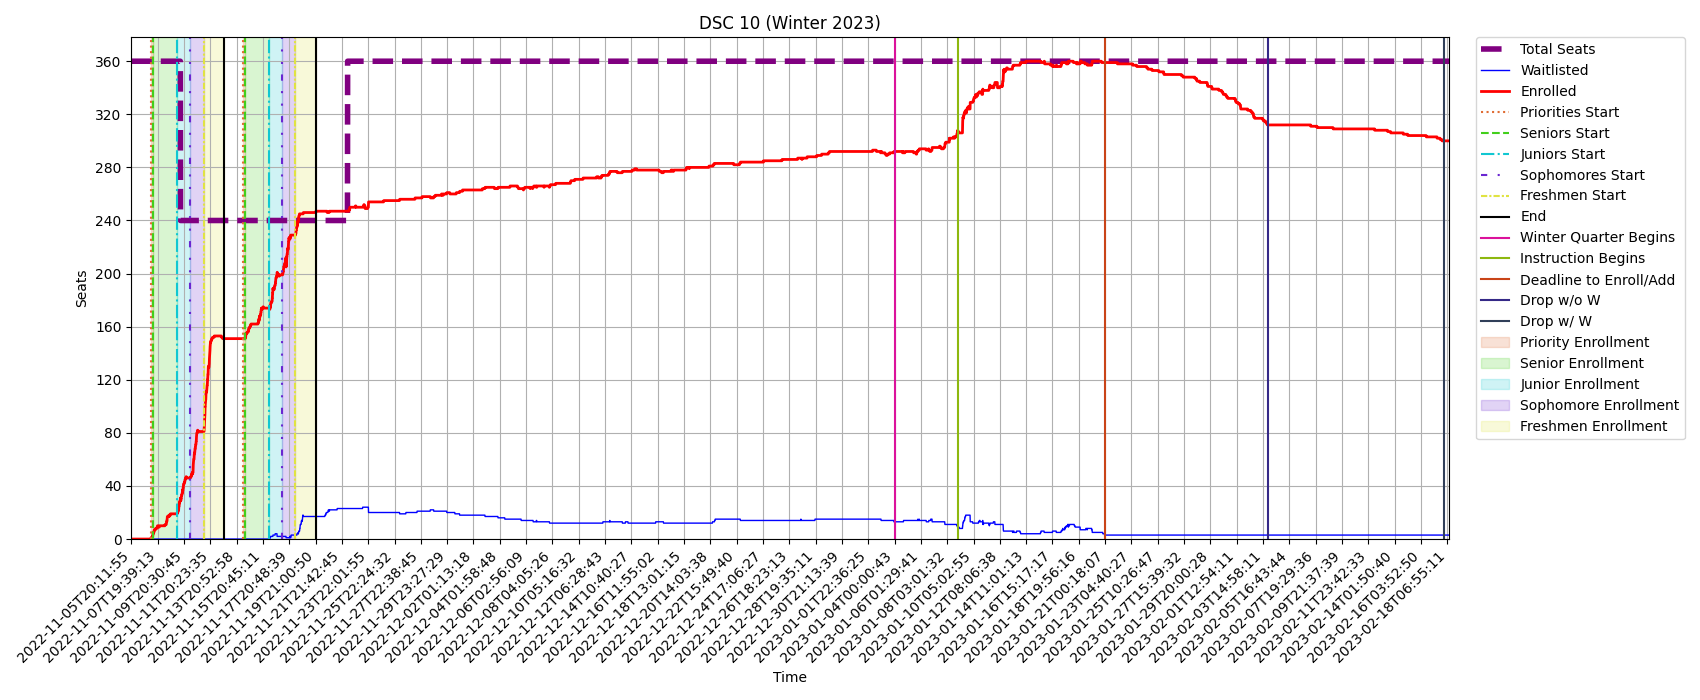 DSC 10 (Winter 2023)
Seats
360
320
280
240
200
160
120
80
40
0
2022-11-05T20:11:55
2022-11-07T19:39:13
2022-11-09T20:30:45
2022-11-11T20:23:35
2022-11-13T20:52:58
2022-11-15T20:45:11
2022-11-17T20:48:39
2022-11-19T21:00:50
2022-11-21T21:42:45
2022-11-23T22:01:55
2022-11-25T22:24:32
2022-11-27T22:38:45
2022-11-29T23:27:29
2022-12-02T01:13:18
2022-12-04T01:58:48
2022-12-06T02:56:09
2022-12-08T04:05:26
2022-12-10T05:16:32
2022-12-12T06:28:43
2022-12-14T10:40:27
2022-12-16T11:55:02
2022-12-18T13:01:15
2022-12-20T14:03:38
2022-12-22T15:49:40
2022-12-24T17:06:27
2022-12-26T18:23:13
2022-12-28T19:35:11
2022-12-30T21:13:39
2023-01-01T22:36:25
2023-01-04T00:00:43
2023-01-06T01:29:41
2023-01-08T03:01:32
2023-01-10T05:02:55
2023-01-12T08:06:38
2023-01-14T11:01:13
2023-01-16T15:17:17
2023-01-18T19:56:16
2023-01-21T00:18:07
2023-01-23T04:40:27
2023-01-25T10:26:47
2023-01-27T15:39:32
2023-01-29T20:00:28
2023-02-01T12:54:11
2023-02-03T14:58:11
2023-02-05T16:43:44
2023-02-07T19:29:36
2023-02-09T21:37:39
2023-02-11T23:42:33
2023-02-14T01:50:40
2023-02-16T03:52:50
2023-02-18T06:55:11
Time
Total Seats
Waitlisted
Enrolled
Priorities Start
Seniors Start
Juniors Start
Sophomores Start
Freshmen Start
End
Winter Quarter Begins
Instruction Begins
Deadline to Enroll/Add
Drop w/o W
Drop w/ W
Priority Enrollment
Senior Enrollment
Junior Enrollment
Sophomore Enrollment
Freshmen Enrollment